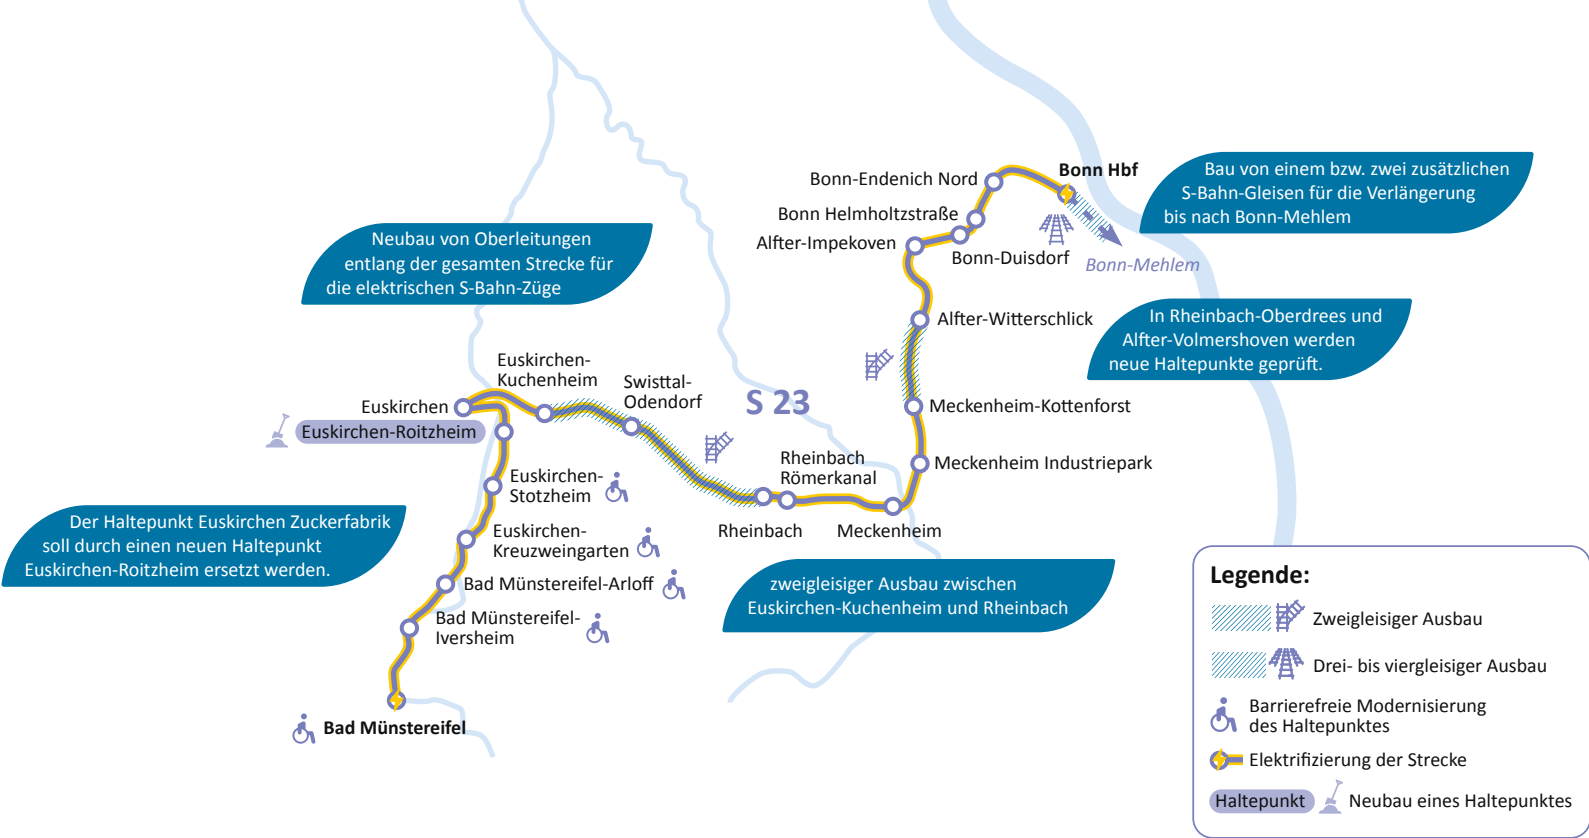 Bonn-Endenich Nord
Bonn Hbf
Bau von einem bzw. zwei zusätzlichen
S-Bahn-Gleisen für die Verlängerung
bis nach Bonn-Mehlem
Bonn Helmholtzstraße
Alfter-Impekoven
Bonn-Duisdorf
Bonn-Mehlem
Neubau von Oberleitungen
entlang der gesamten Strecke für
die elektrischen S-Bahn-Züge
Alfter-Witterschlick
In Rheinbach-Oberdrees und
Alfter-Volmershoven werden
neue Haltepunkte geprüft.
Euskirchen-
Kuchenheim
Swisttal-
Odendorf
S 23
Euskirchen
Euskirchen-Roitzheim
Meckenheim-Kottenforst
Meckenheim Industriepark
Rheinbach
Römerkanal
Euskirchen-
Stotzheim
Rheinbach
Meckenheim
Der Haltepunkt Euskirchen Zuckerfabrik
soll durch einen neuen Haltepunkt
Euskirchen-Roitzheim ersetzt werden.
Euskirchen-
Kreuzweingarten
Bad Münstereifel-Arloff
zweigleisiger Ausbau zwischen
Euskirchen-Kuchenheim und Rheinbach
Bad Münstereifel-
Iversheim
Bad Münstereifel
Legende:
Zweigleisiger Ausbau
Drei- bis viergleisiger Ausbau
Barrierefreie Modernisierung
des Haltepunktes
Elektrifizierung der Strecke
Haltepunkt Neubau eines Haltepunktes